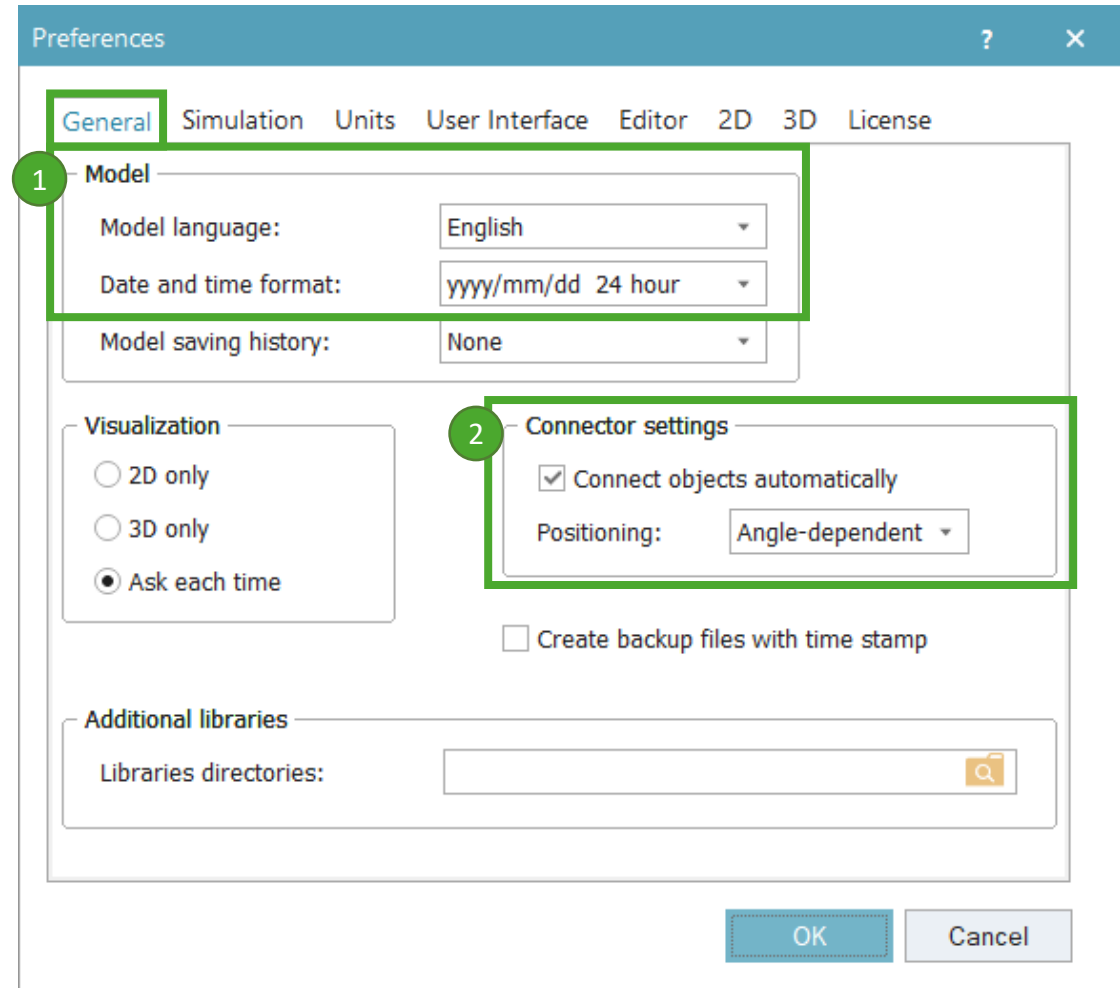 Preferences ? ×
General Simulation Units User Interface Editor 2D 3D License
1
Model
Model language: English
Date and time format: yyyy/mm/dd 24 hour
Model saving history: None
Visualization
2D only
3D only
Ask each time
2
Connector settings
Connect objects automatically
Positioning: Angle-dependent
Create backup files with time stamp
Additional libraries
Libraries directories:
OK Cancel